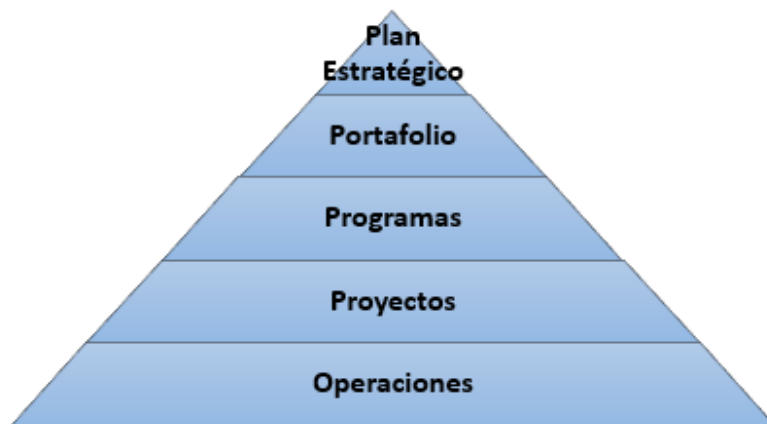 Plan
Estratégico
Portafolio
Programas
Proyectos
Operaciones